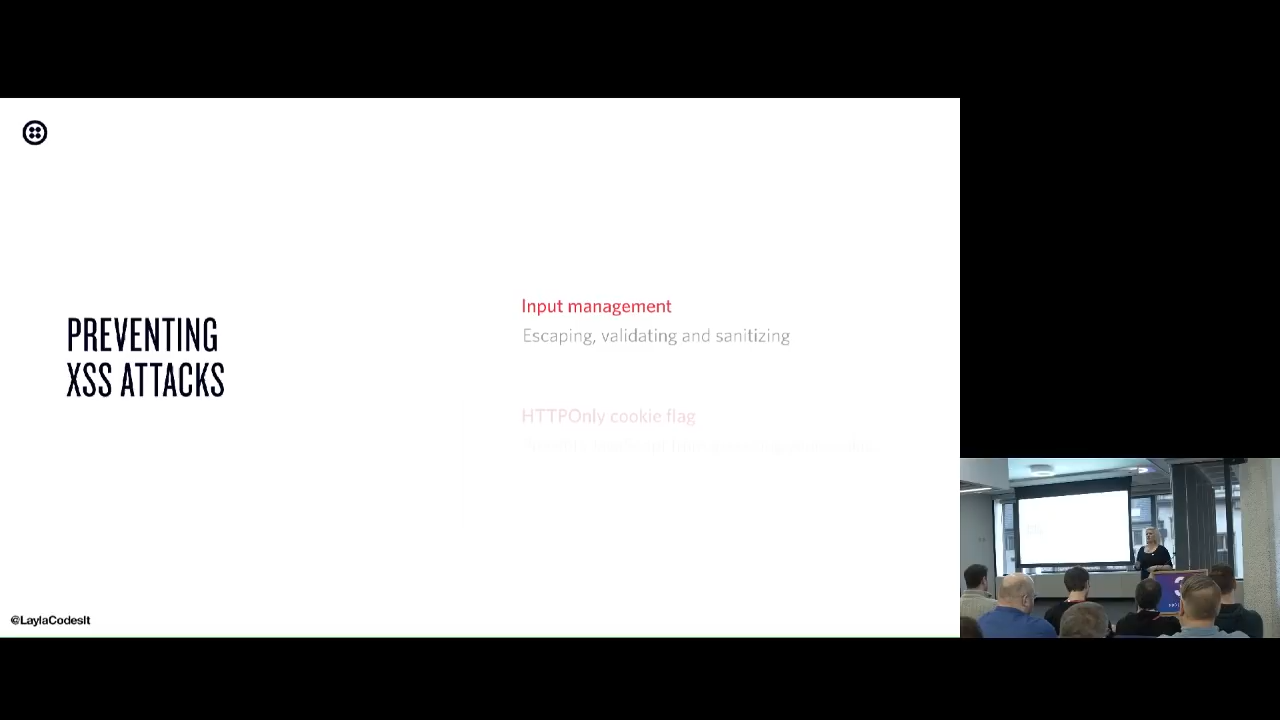 PREVENTING
XSS ATTACKS
Input management
Escaping, validating and sanitizing
HTTPOnly cookie flag
@LaylaCodesIt